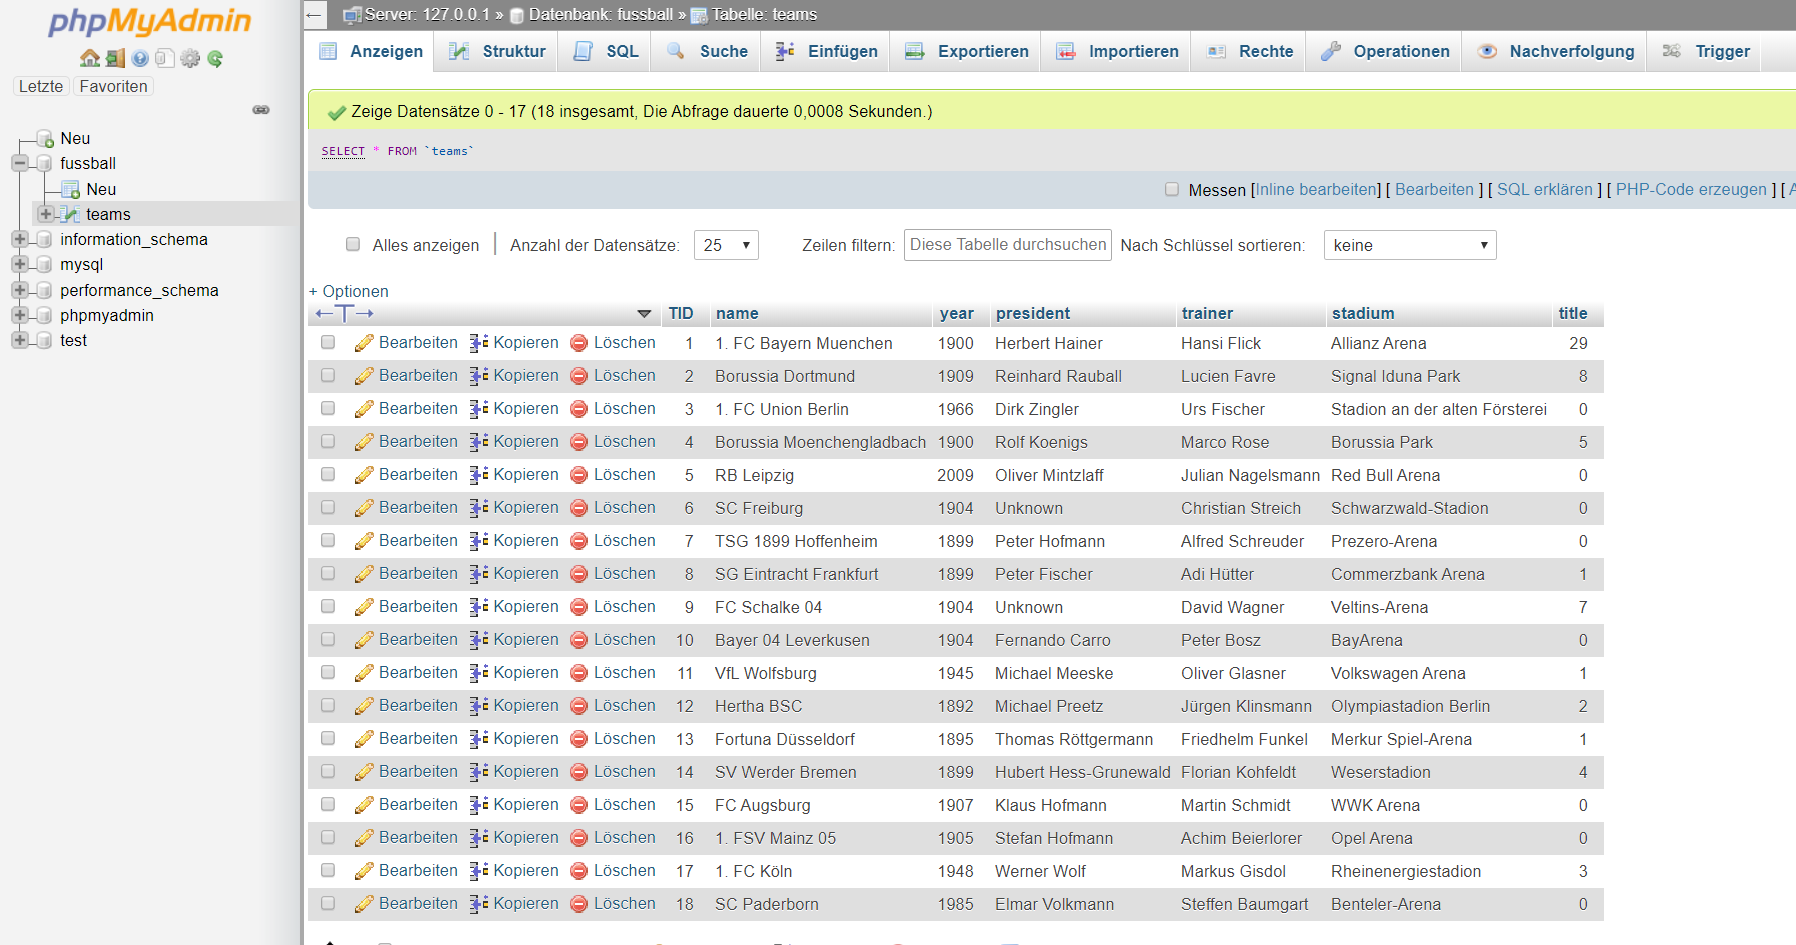 phpMyAdmin
Letzte Favoriten
Neu
fussball
Neu
teams
information_schema
mysql
performance_schema
phpmyadmin
test
← Server: 127.0.0.1 » Datenbank: fussball » Tabelle: teams
Anzeigen Struktur SQL Suche Einfügen Exportieren Importieren Rechte Operationen Nachverfolgung Trigger
Zeige Datensätze 0 - 17 (18 insgesamt, Die Abfrage dauerte 0,0008 Sekunden.)
SELECT * FROM `teams`
Messen [Inline bearbeiten] [ Bearbeiten ] [ SQL erklären ] [ PHP-Code erzeugen ] [
Alles anzeigen | Anzahl der Datensätze: 25 Zeilen filtern: Diese Tabelle durchsuchen Nach Schlüssel sortieren: keine
+ Optionen
←T→ TID name year president trainer stadium title
Bearbeiten Kopieren Löschen 1 1. FC Bayern Muenchen 1900 Herbert Hainer Hansi Flick Allianz Arena 29
Bearbeiten Kopieren Löschen 2 Borussia Dortmund 1909 Reinhard Rauball Lucien Favre Signal Iduna Park 8
Bearbeiten Kopieren Löschen 3 1. FC Union Berlin 1966 Dirk Zingler Urs Fischer Stadion an der alten Försterei 0
Bearbeiten Kopieren Löschen 4 Borussia Moenchengladbach 1900 Rolf Koenigs Marco Rose Borussia Park 5
Bearbeiten Kopieren Löschen 5 RB Leipzig 2009 Oliver Mintzlaff Julian Nagelsmann Red Bull Arena 0
Bearbeiten Kopieren Löschen 6 SC Freiburg 1904 Unknown Christian Streich Schwarzwald-Stadion 0
Bearbeiten Kopieren Löschen 7 TSG 1899 Hoffenheim 1899 Peter Hofmann Alfred Schreuder Prezero-Arena 0
Bearbeiten Kopieren Löschen 8 SG Eintracht Frankfurt 1899 Peter Fischer Adi Hütter Commerzbank Arena 1
Bearbeiten Kopieren Löschen 9 FC Schalke 04 1904 Unknown David Wagner Veltins-Arena 7
Bearbeiten Kopieren Löschen 10 Bayer 04 Leverkusen 1904 Fernando Carro Peter Bosz BayArena 0
Bearbeiten Kopieren Löschen 11 VfL Wolfsburg 1945 Michael Meeske Oliver Glasner Volkswagen Arena 1
Bearbeiten Kopieren Löschen 12 Hertha BSC 1892 Michael Preetz Jürgen Klinsmann Olympiastadion Berlin 2
Bearbeiten Kopieren Löschen 13 Fortuna Düsseldorf 1895 Thomas Röttgermann Friedhelm Funkel Merkur Spiel-Arena 1
Bearbeiten Kopieren Löschen 14 SV Werder Bremen 1899 Hubert Hess-Grunewald Florian Kohfeldt Weserstadion 4
Bearbeiten Kopieren Löschen 15 FC Augsburg 1907 Klaus Hofmann Martin Schmidt WWK Arena 0
Bearbeiten Kopieren Löschen 16 1. FSV Mainz 05 1905 Stefan Hofmann Achim Beierlorer Opel Arena 0
Bearbeiten Kopieren Löschen 17 1. FC Köln 1948 Werner Wolf Markus Gisdol Rheinenergiestadion 3
Bearbeiten Kopieren Löschen 18 SC Paderborn 1985 Elmar Volkmann Steffen Baumgart Benteler-Arena 0